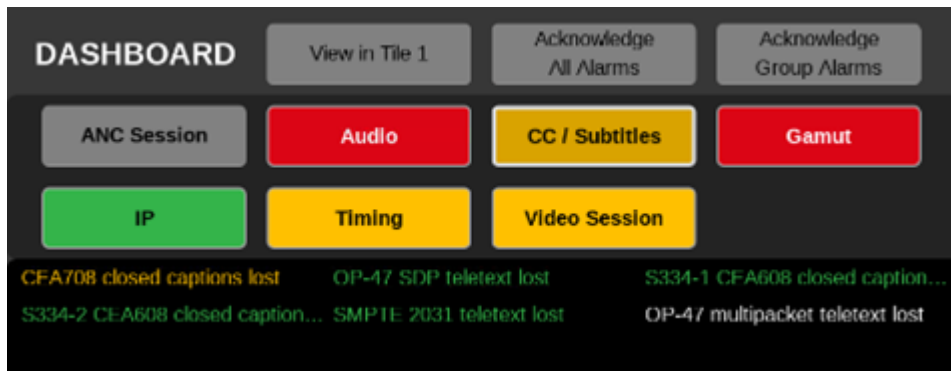 DASHBOARD
View in Tile 1
Acknowledge
All Alarms
Acknowledge
Group Alarms
ANC Session
Audio
CC / Subtitles
Gamut
IP
Timing
Video Session
CEA708 closed captions lost
OP-47 SDP teletext lost
S334-1 CEA608 closed caption...
S334-2 CEA608 closed caption...
SMPTE 2031 teletext lost
OP-47 multipacket teletext lost